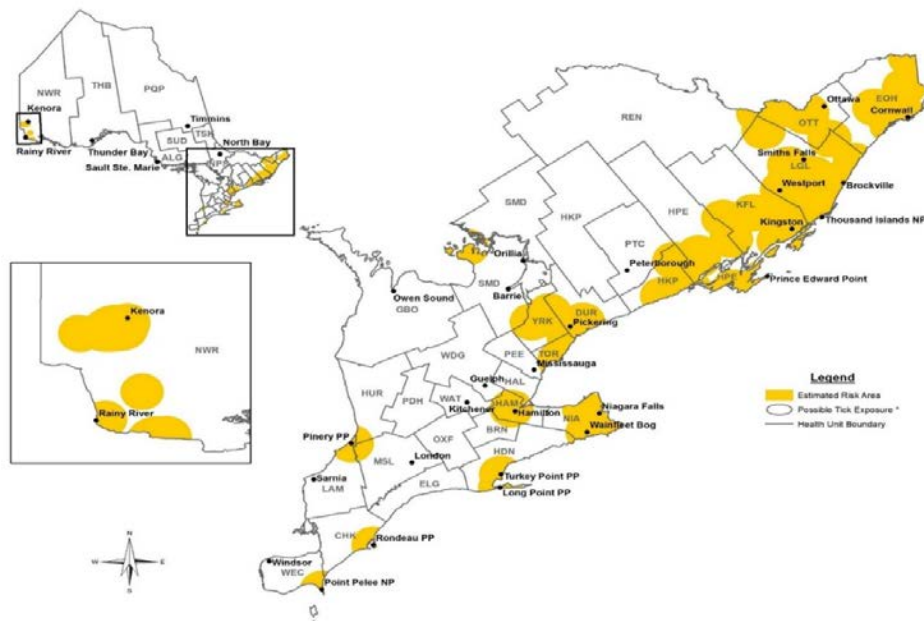 NWR
THB
PQP
Kenora
Timmins
TSK
SUD
North Bay
Rainy River
Thunder Bay
ALG
Sault Ste. Marie
REN
Ottawa
EOH
OTT
Cornwall
Smiths Falls
LGL
Westport
Brockville
SMD
HKP
HPE
KFL
Kingston
Thousand Islands NP
PTC
Peterborough
HKP
HPE
Prince Edward Point
Orillia
SMD
Barrie
Owen Sound
GBO
DUR
YRK
Pickering
PEE
TOR
Mississauga
WDG
Guelph
HAL
HUR
PDH
WAT
Kitchener
HAM
Hamilton
Niagara Falls
NIA
Wainfleet Bog
BRN
OXF
Pinery PP
MSL
London
HDN
Turkey Point PP
Long Point PP
Sarnia
LAM
ELG
CHK
Rondeau PP
Windsor
WEC
Point Pelee NP
Kenora
NWR
Rainy River
Legend
Estimated Risk Area
Possible Tick Exposure *
Health Unit Boundary
N
W
E
S